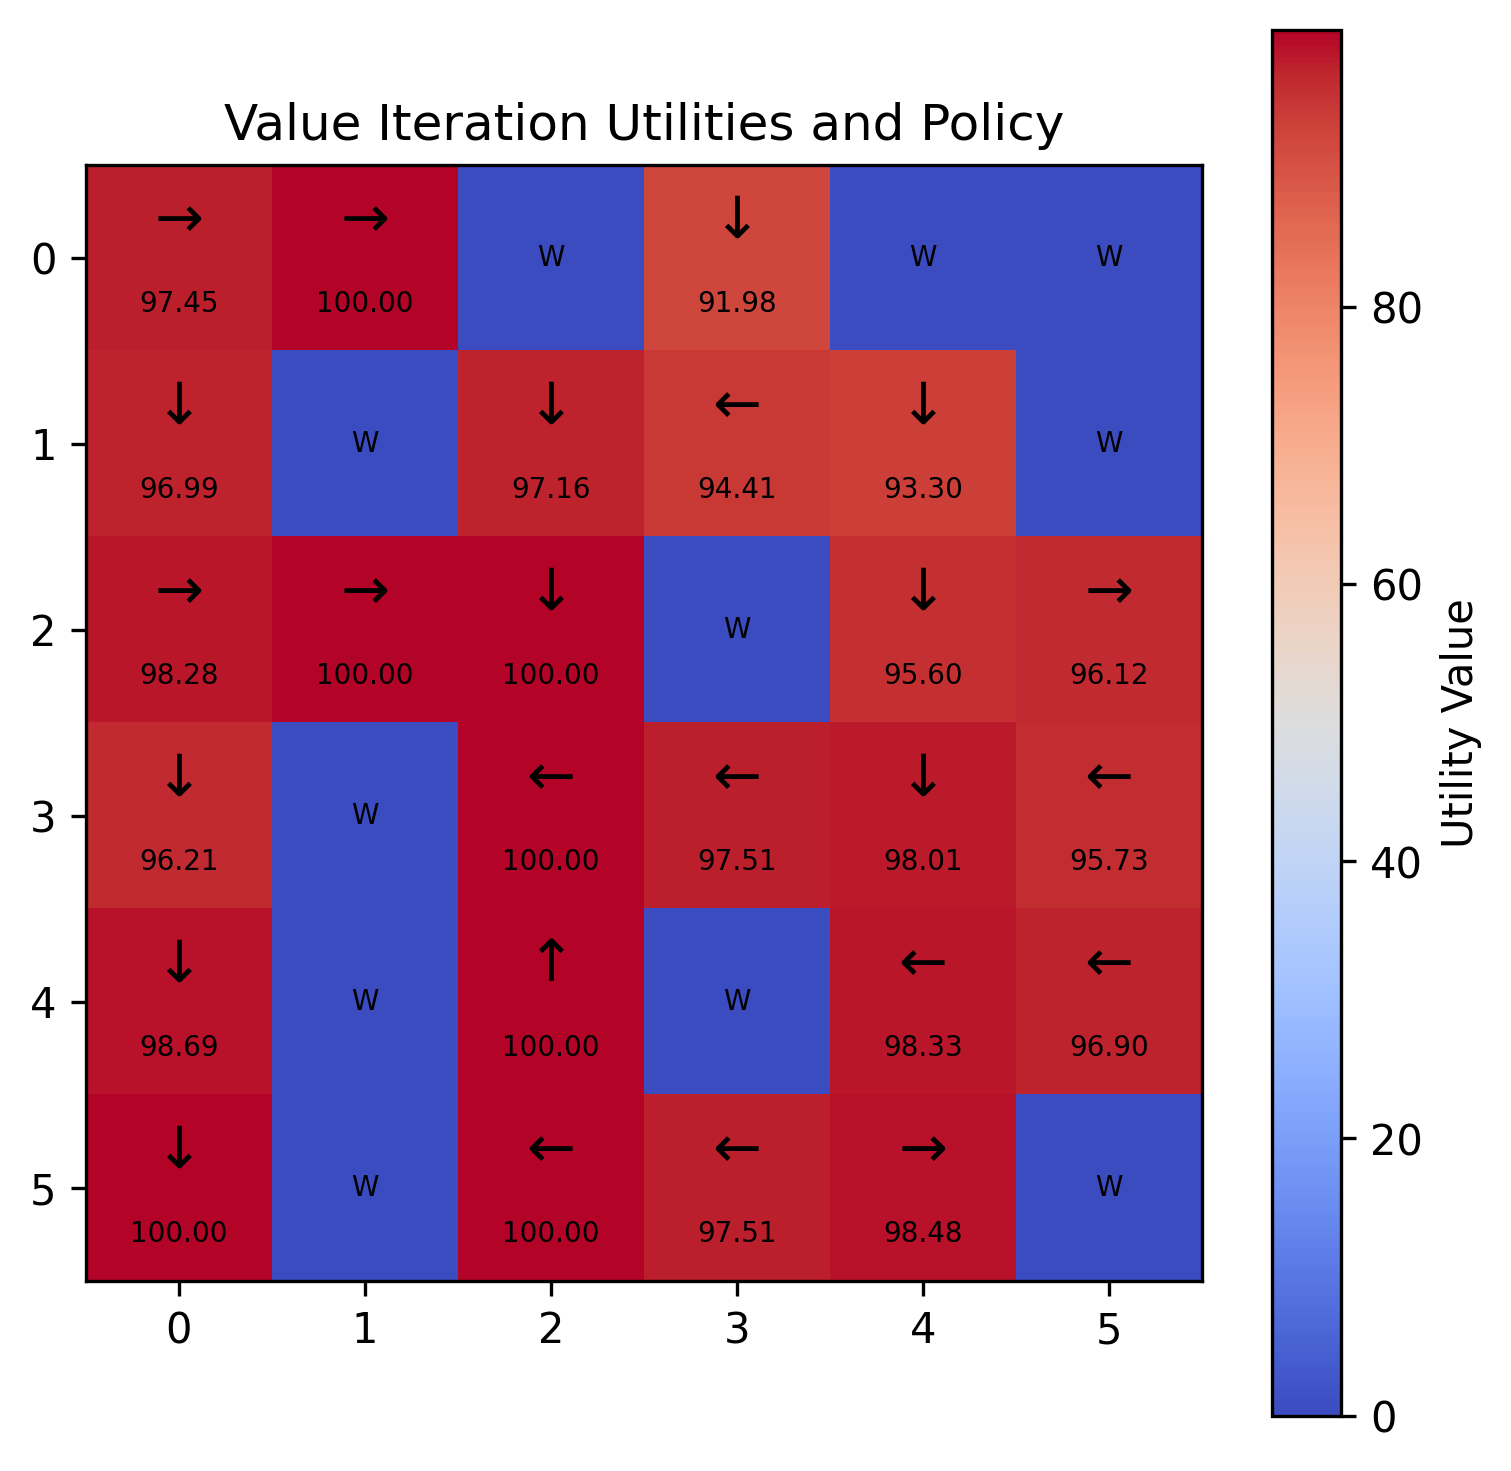 Value Iteration Utilities and Policy
0 → → W ↓ W W
97.45 100.00 91.98
1 ↓ W ↓ ← ↓ W
96.99 97.16 94.41 93.30
2 → → ↓ W ↓ →
98.28 100.00 100.00 95.60 96.12
3 ↓ W ← ← ↓ ←
96.21 100.00 97.51 98.01 95.73
4 ↓ W ↑ W ← ←
98.69 100.00 98.33 96.90
5 ↓ W ← ← → W
100.00 100.00 97.51 98.48
0 1 2 3 4 5
80
60
40
20
0
Utility Value